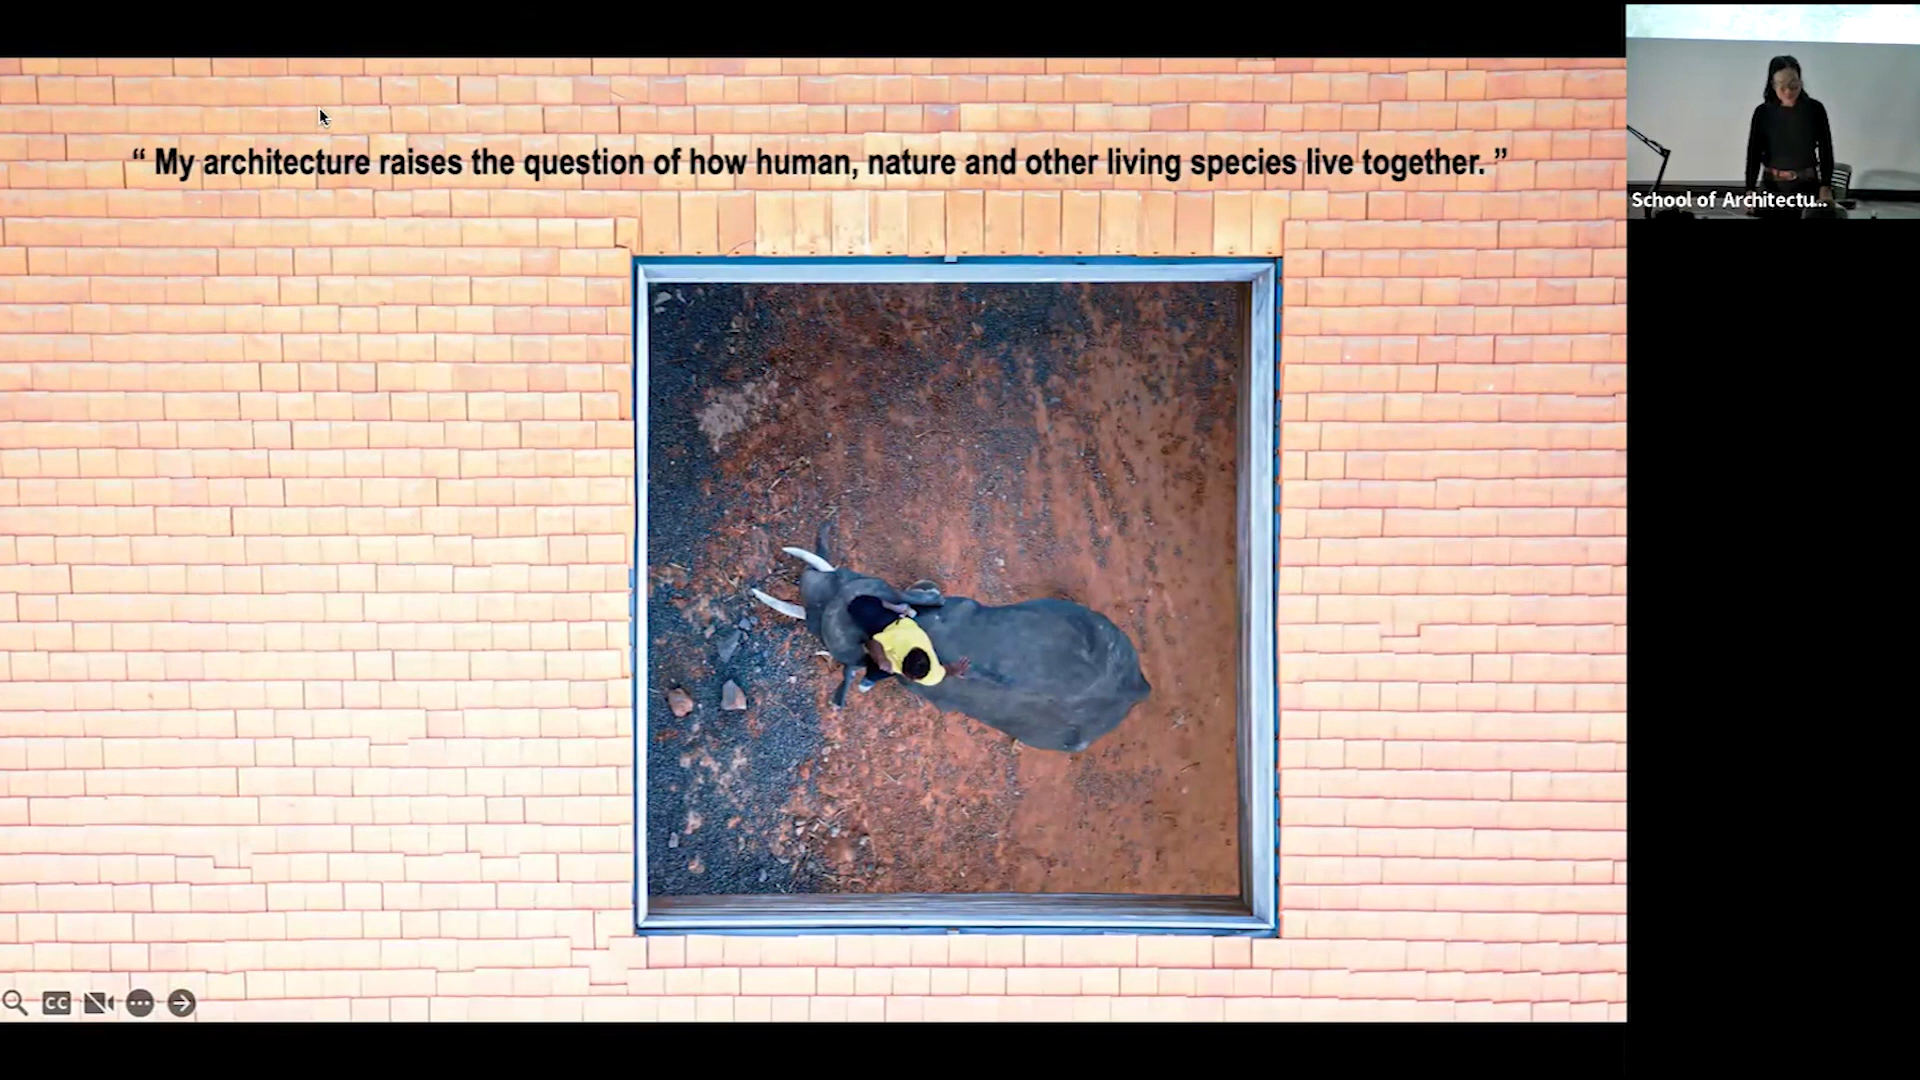 “ My architecture raises the question of how human, nature and other living species live together. ”
School of Architectu...
CC